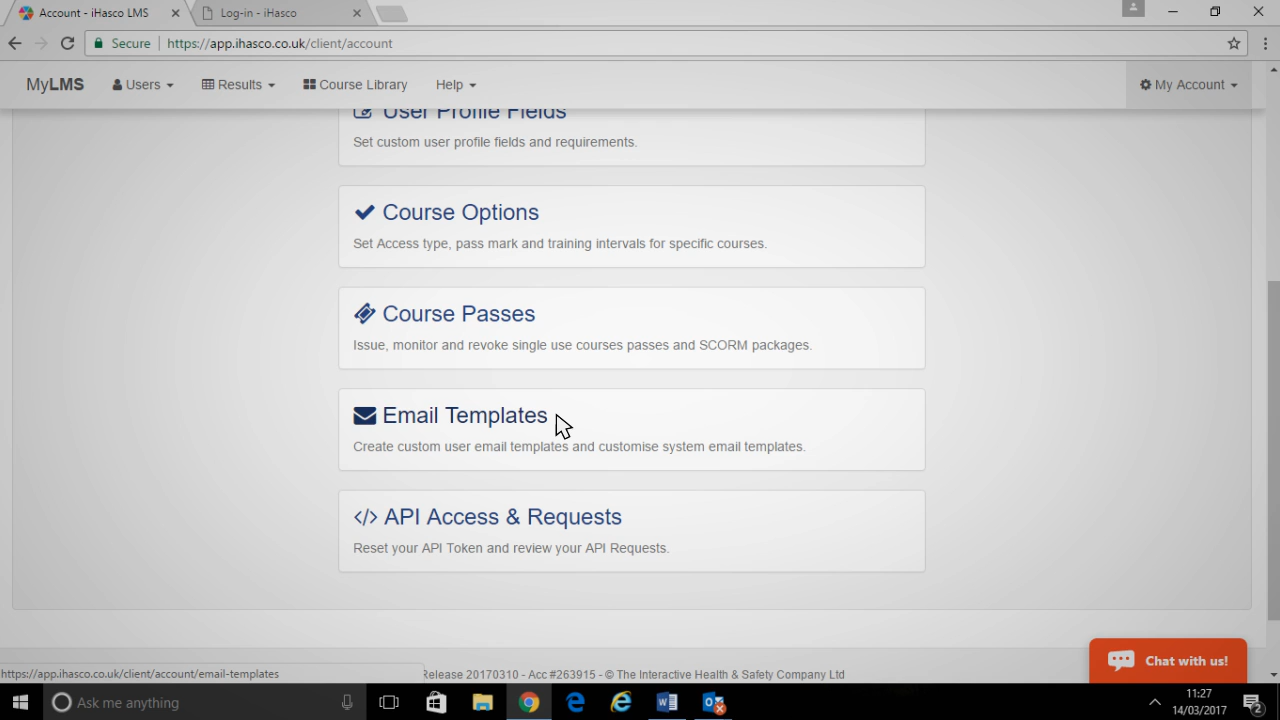 Account - iHasco LMS
Log-in - iHasco
Secure
https://app.ihasco.co.uk/client/account
MyLMS
Users
Results
Course Library
Help
My Account
User Profile Fields
Set custom user profile fields and requirements.
Course Options
Set Access type, pass mark and training intervals for specific courses.
Course Passes
Issue, monitor and revoke single use courses passes and SCORM packages.
Email Templates
Create custom user email templates and customise system email templates.
</> API Access & Requests
Reset your API Token and review your API Requests.
Chat with us!
https://app.ihasco.co.uk/client/account/email-templates
Release 20170310 - Acc #263915 - © The Interactive Health & Safety Company Ltd
Ask me anything
11:27
14/03/2017
2